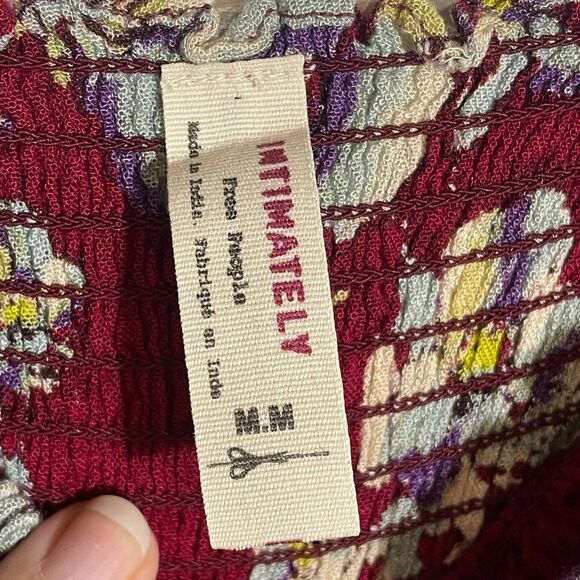 INTIMATELY
Free People
Made in India. Fabriqué en Inde
M.M